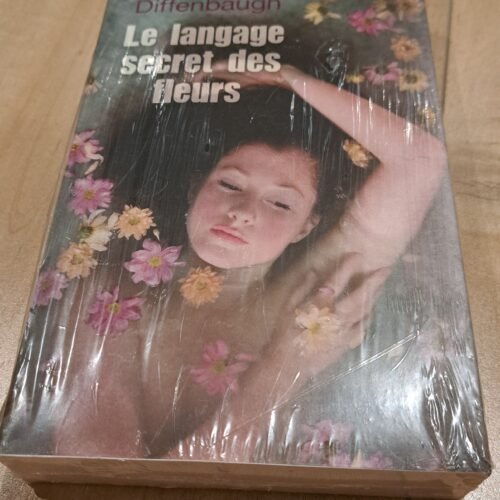 Diffenbaugh
Le langage
secret des
fleurs